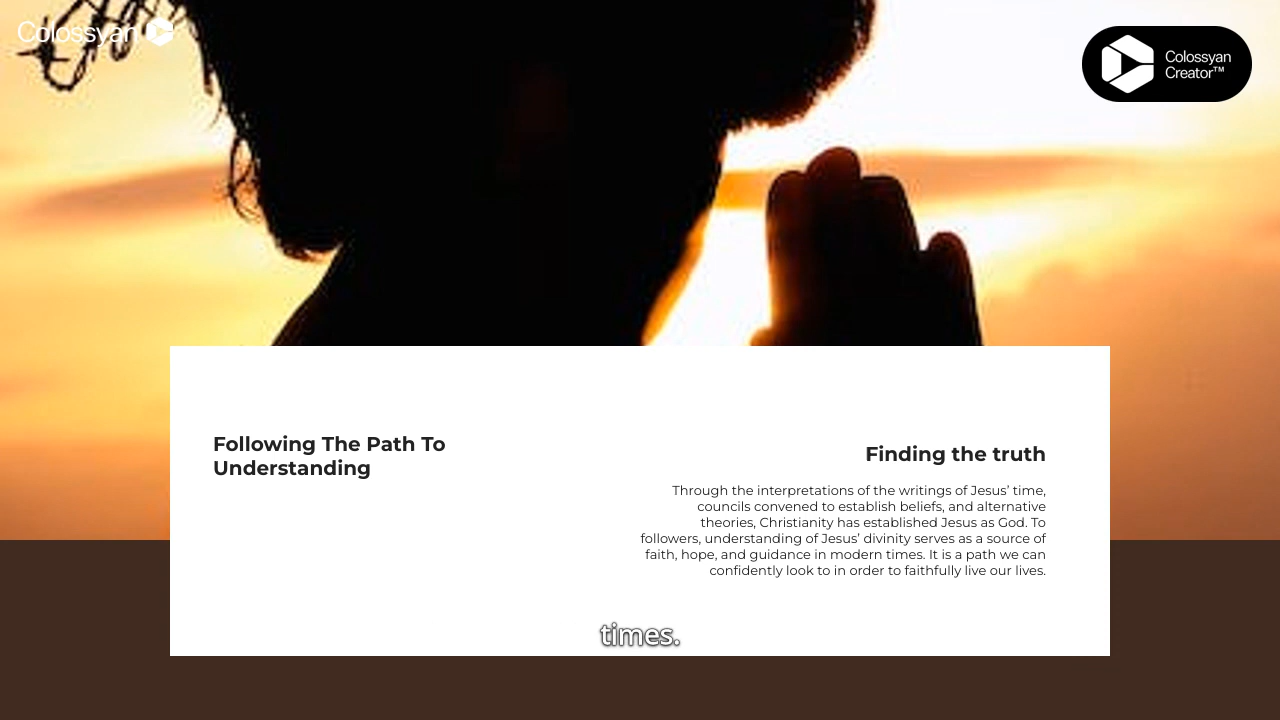 Colossyan
Colossyan
Creator™
Following The Path To
Understanding
Finding the truth
Through the interpretations of the writings of Jesus’ time,
councils convened to establish beliefs, and alternative
theories, Christianity has established Jesus as God. To
followers, understanding of Jesus’ divinity serves as a source of
faith, hope, and guidance in modern times. It is a path we can
confidently look to in order to faithfully live our lives.
times.